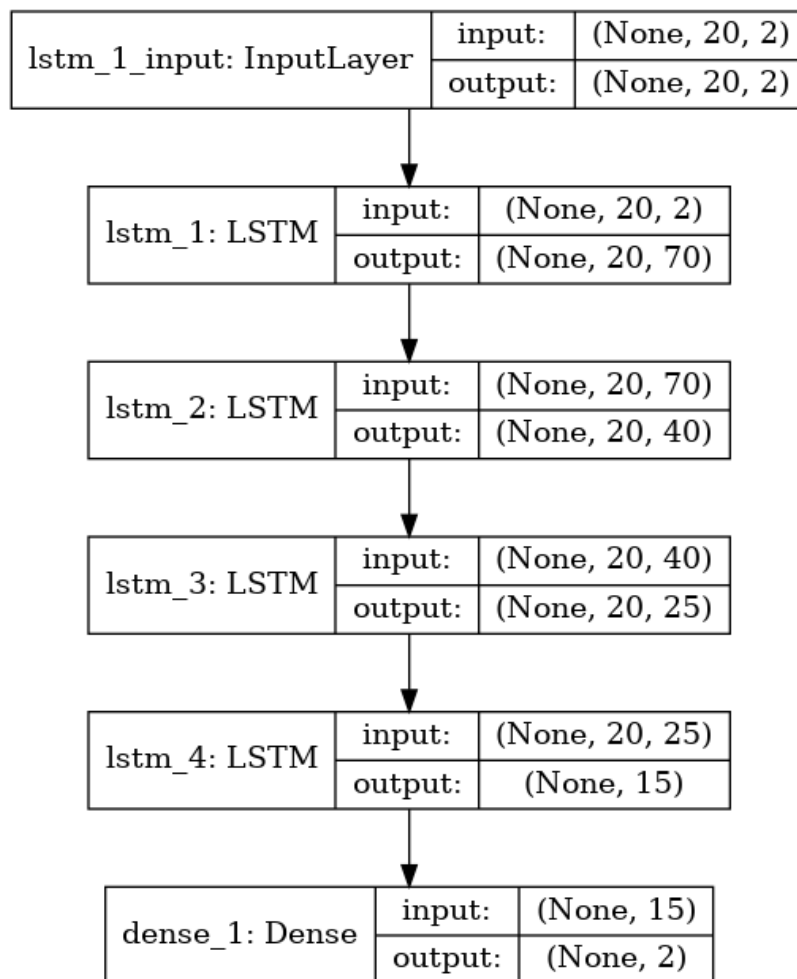 lstm_1_input: InputLayer
input: (None, 20, 2)
output: (None, 20, 2)
lstm_1: LSTM
input: (None, 20, 2)
output: (None, 20, 70)
lstm_2: LSTM
input: (None, 20, 70)
output: (None, 20, 40)
lstm_3: LSTM
input: (None, 20, 40)
output: (None, 20, 25)
lstm_4: LSTM
input: (None, 20, 25)
output: (None, 15)
dense_1: Dense
input: (None, 15)
output: (None, 2)